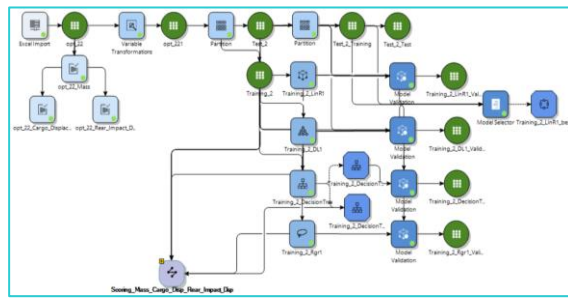 Excel Import
opt_22
Variable
Transformations
opt_221
Partition
Test_2
Partition
Test_2_Training
Test_2_Test
opt_22_Mass
Training_2
Training_2_LinR1
Model
Validation
Training_2_LinR1_Vali...
opt_22_Cargo_Displac...
opt_22_Rear_Impact_D...
Model Selector
Training_2_LinR1_be...
Training_2_DL1
Model
Validation
Training_2_DL1_Valid...
Training_2_DecisionTree
Training_2_DecisionT...
Model
Validation
Training_2_DecisionT...
Training_2_DecisionT...
Training_2_Rgr1
Model
Validation
Training_2_Rgr1_Vali...
Scoring_Mass_Cargo_Disp_Rear_Impact_Disp